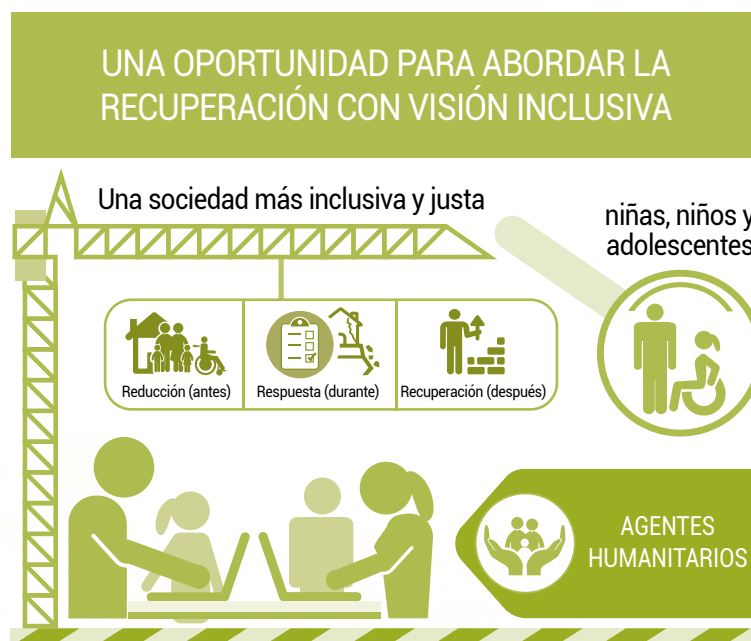 UNA OPORTUNIDAD PARA ABORDAR LA
RECUPERACIÓN CON VISIÓN INCLUSIVA
Una sociedad más inclusiva y justa
niñas, niños y
adolescentes
Reducción (antes)
Respuesta (durante)
Recuperación (después)
AGENTES
HUMANITARIOS